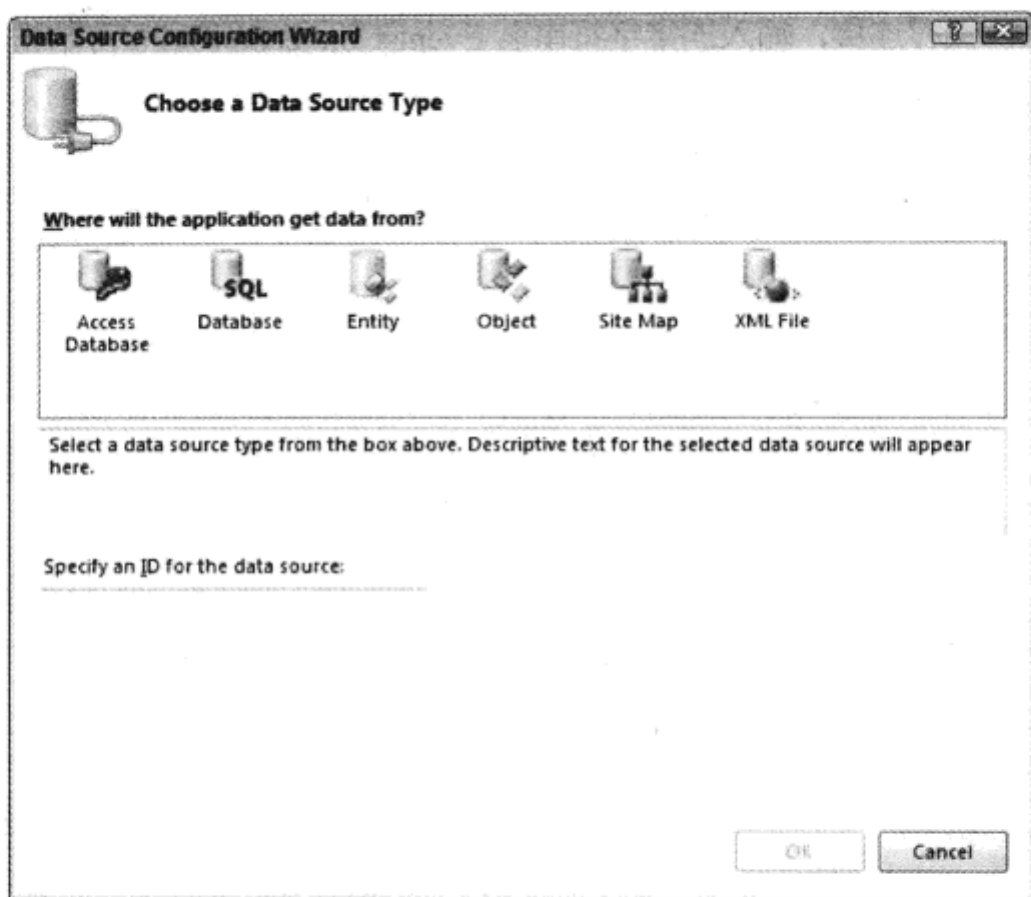 Data Source Configuration Wizard
Choose a Data Source Type
Where will the application get data from?
SQL
Access
Database
Database
Entity
Object
Site Map
XML File
Select a data source type from the box above. Descriptive text for the selected data source will appear
here.
Specify an ID for the data source:
OK
Cancel